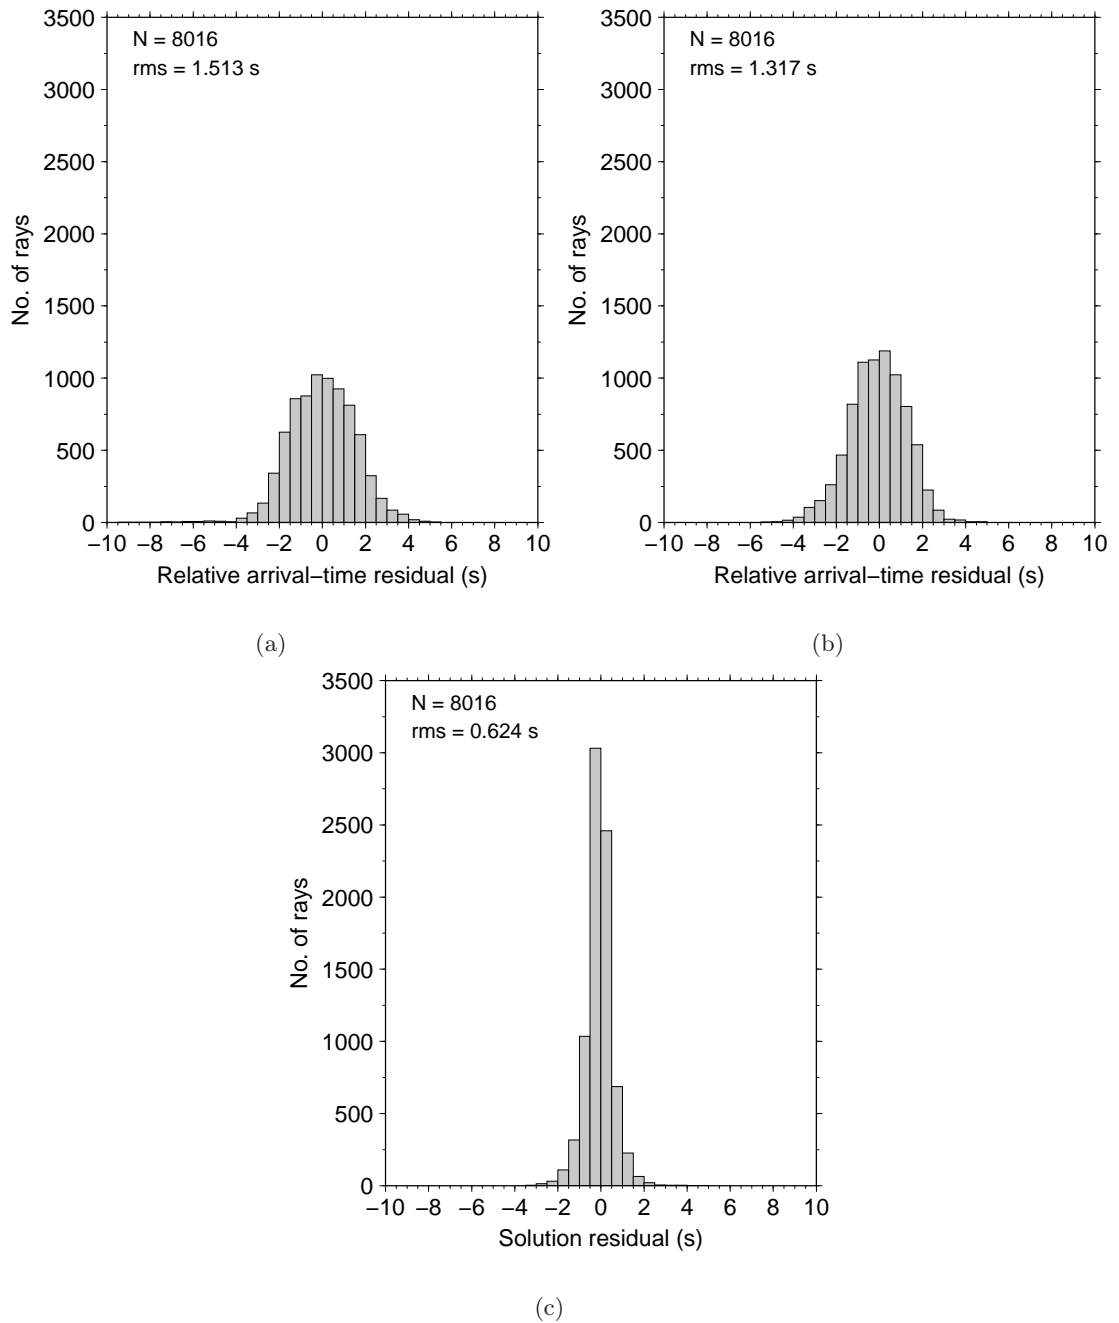 N = 8016
rms = 1.513 s
No. of rays
3500
3000
2500
2000
1500
1000
500
0
−10 −8 −6 −4 −2 0 2 4 6 8 10
Relative arrival−time residual (s)
(a)
N = 8016
rms = 1.317 s
No. of rays
3500
3000
2500
2000
1500
1000
500
0
−10 −8 −6 −4 −2 0 2 4 6 8 10
Relative arrival−time residual (s)
(b)
N = 8016
rms = 0.624 s
No. of rays
3500
3000
2500
2000
1500
1000
500
0
−10 −8 −6 −4 −2 0 2 4 6 8 10
Solution residual (s)
(c)